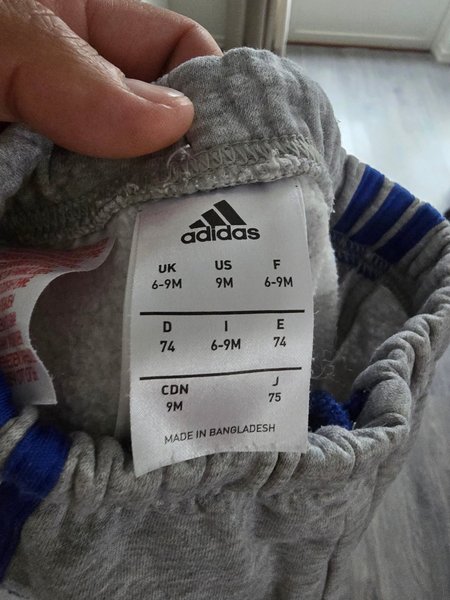 adidas
UK US F
6-9M 9M 6-9M
D I E
74 6-9M 74
CDN J
9M 75
MADE IN BANGLADESH